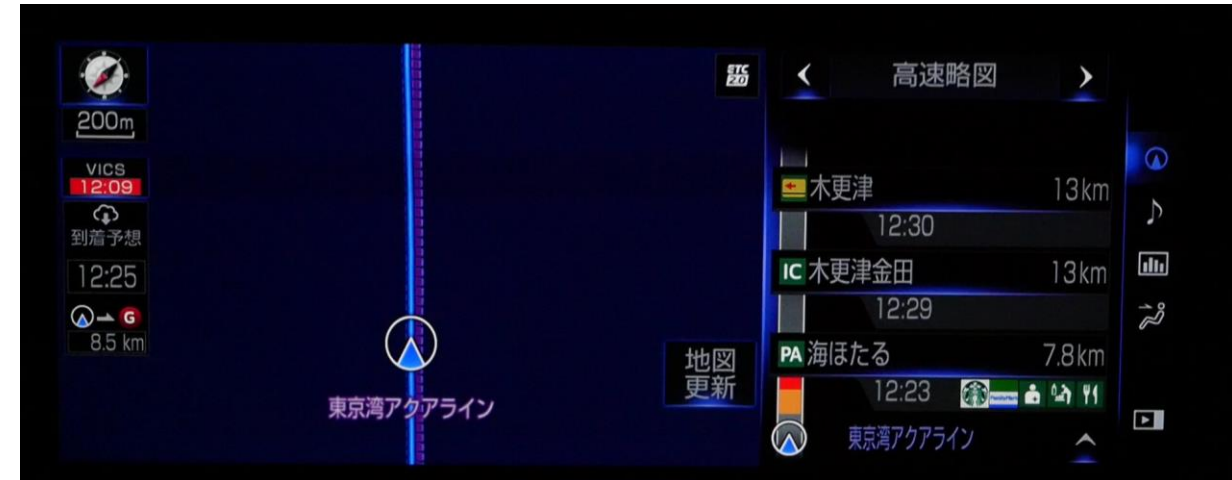 200m
VICS
12:09
到着予想
12:25
G
8.5 km
ETC
2.0
東京湾アクアライン
地図
更新
高速略図
木更津 13km
12:30
IC 木更津金田 13km
12:29
PA 海ほたる 7.8km
12:23 FamilyMart
東京湾アクアライン